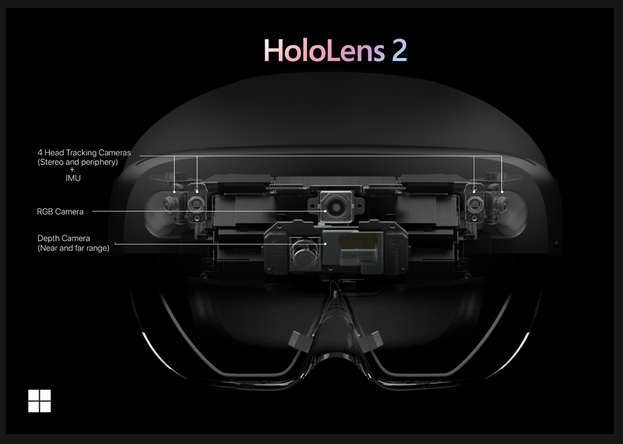 HoloLens 2
4 Head Tracking Cameras
(Stereo and periphery)
+
IMU
RGB Camera
Depth Camera
(Near and far range)